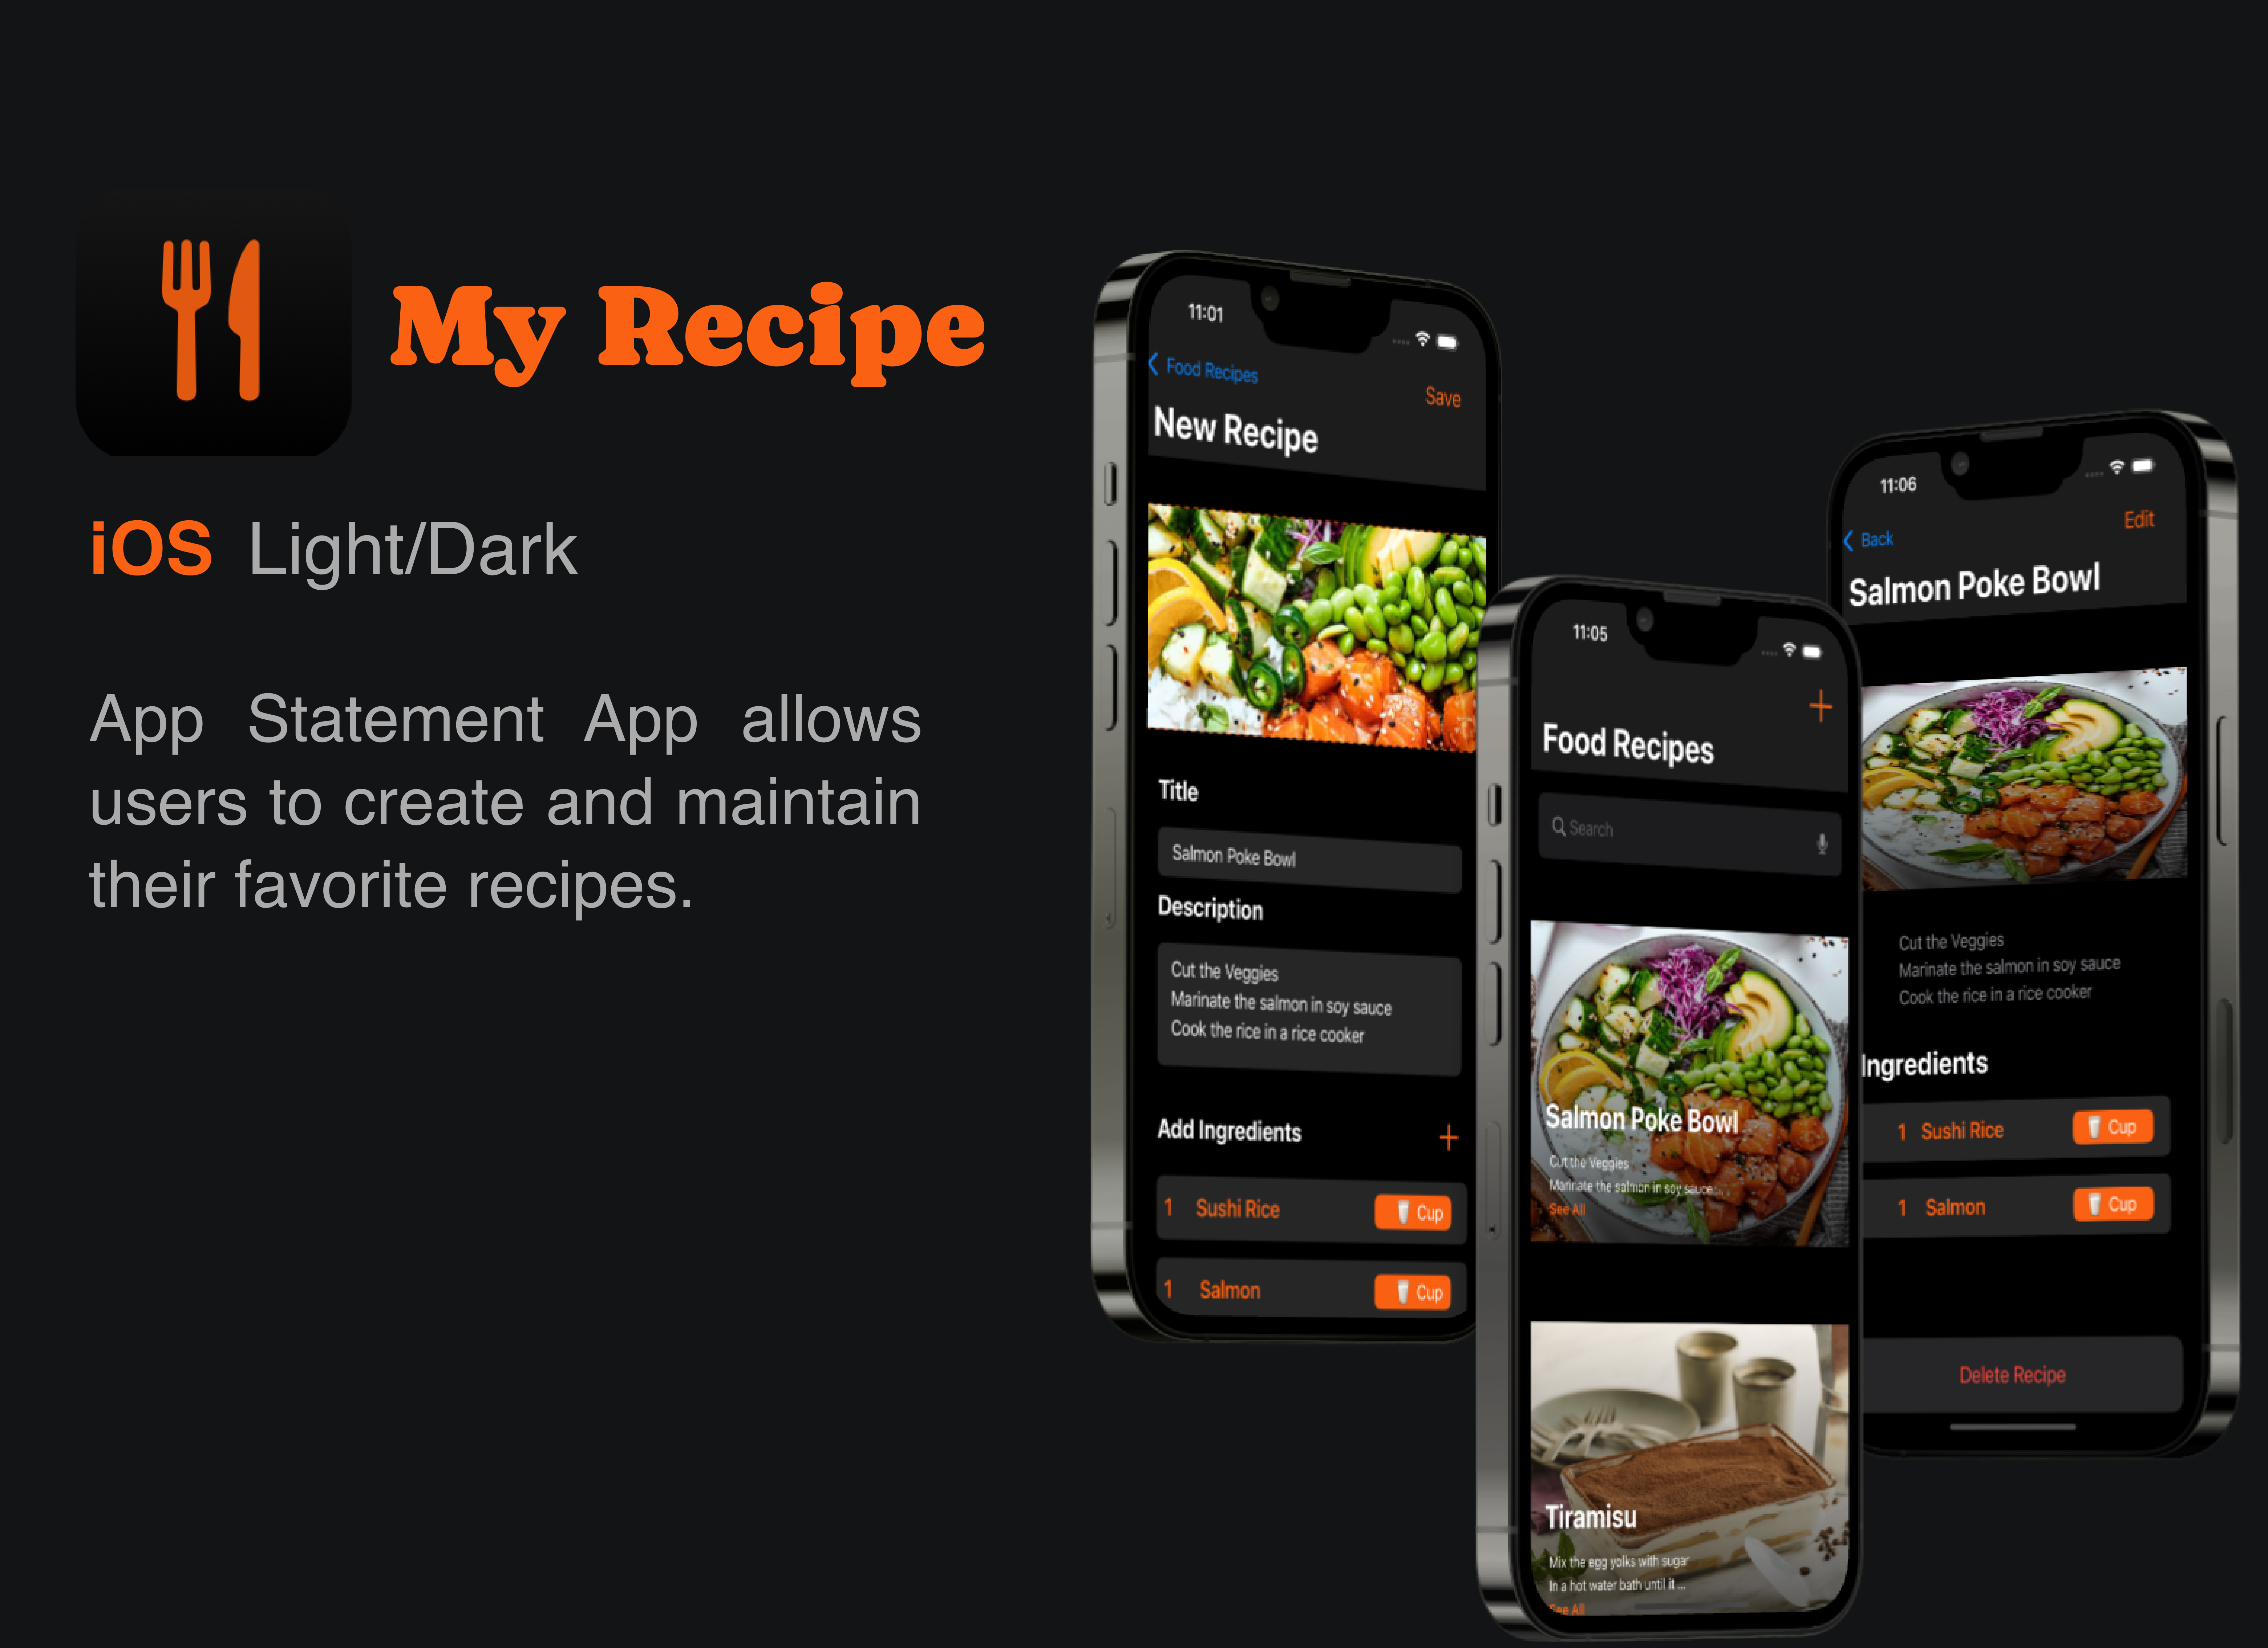 My Recipe
iOS Light/Dark
App Statement App allows
users to create and maintain
their favorite recipes.
11:01
Food Recipes
Save
New Recipe
Title
Salmon Poke Bowl
Description
Cut the Veggies
Marinate the salmon in soy sauce
Cook the rice in a rice cooker
Add Ingredients +
1 Sushi Rice Cup
1 Salmon Cup
11:05
+
Food Recipes
Search
Salmon Poke Bowl
Cut the Veggies
Marinate the salmon in soy sauce...
See All
Tiramisu
Mix the egg yolks with sugar
In a hot water bath until it ...
See All
11:06
Edit
Back
Salmon Poke Bowl
Cut the Veggies
Marinate the salmon in soy sauce
Cook the rice in a rice cooker
Ingredients
1 Sushi Rice Cup
1 Salmon Cup
Delete Recipe